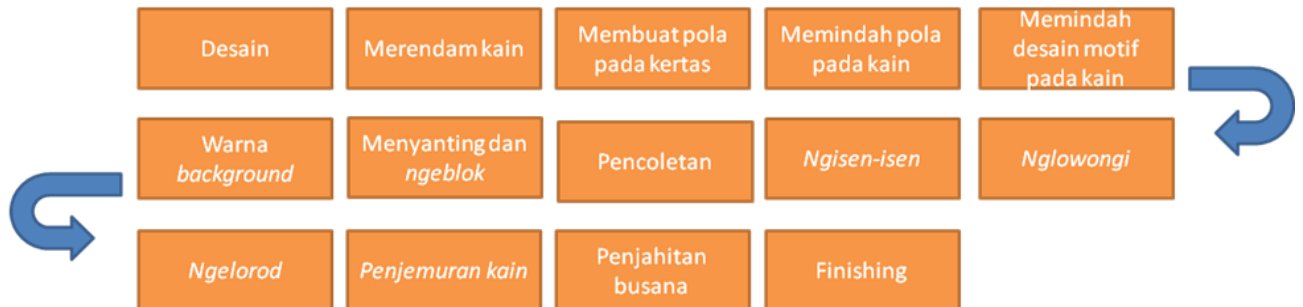 Desain
Merendam kain
Membuat pola
pada kertas
Memindah pola
pada kain
Memindah
desain motif
pada kain
Warna
background
Menyanting dan
ngeblok
Pencoletan
Ngisen-isen
Nglowongi
Ngelorod
Penjemuran kain
Penjahitan
busana
Finishing